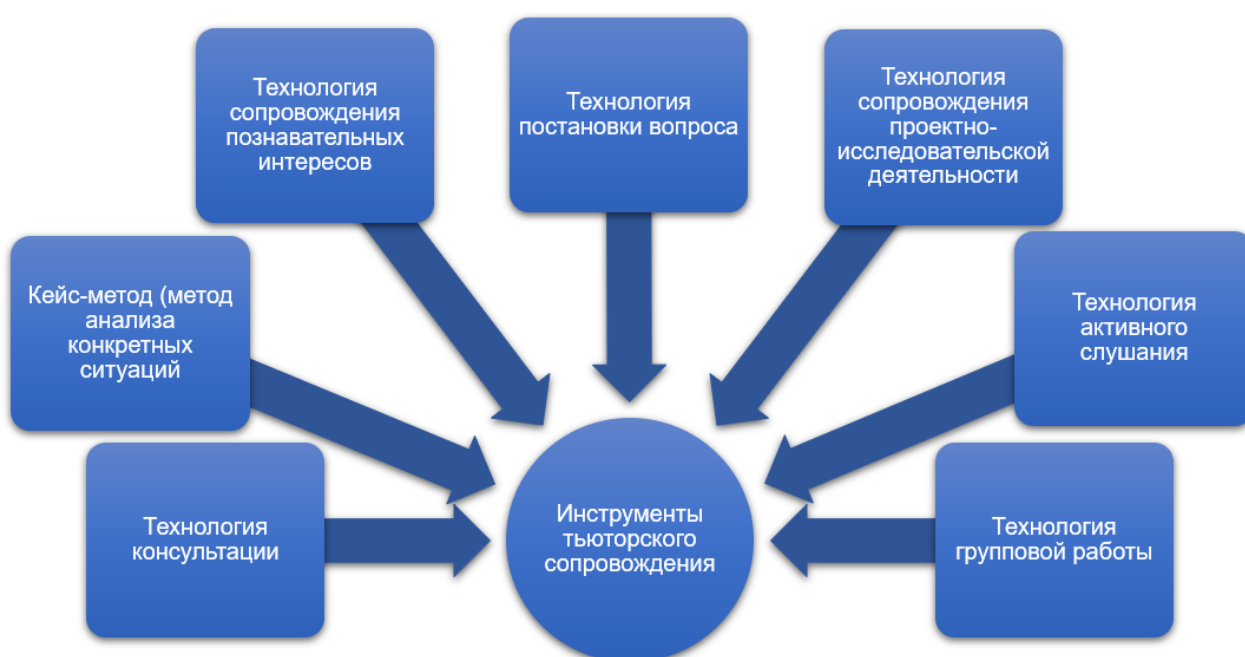 Технология
сопровождения
познавательных
интересов
Технология
постановки вопроса
Технология
сопровождения
проектно-
исследовательской
деятельности
Кейс-метод (метод
анализа
конкретных
ситуаций
Технология
активного
слушания
Технология
консультации
Инструменты
тьюторского
сопровождения
Технология
групповой работы